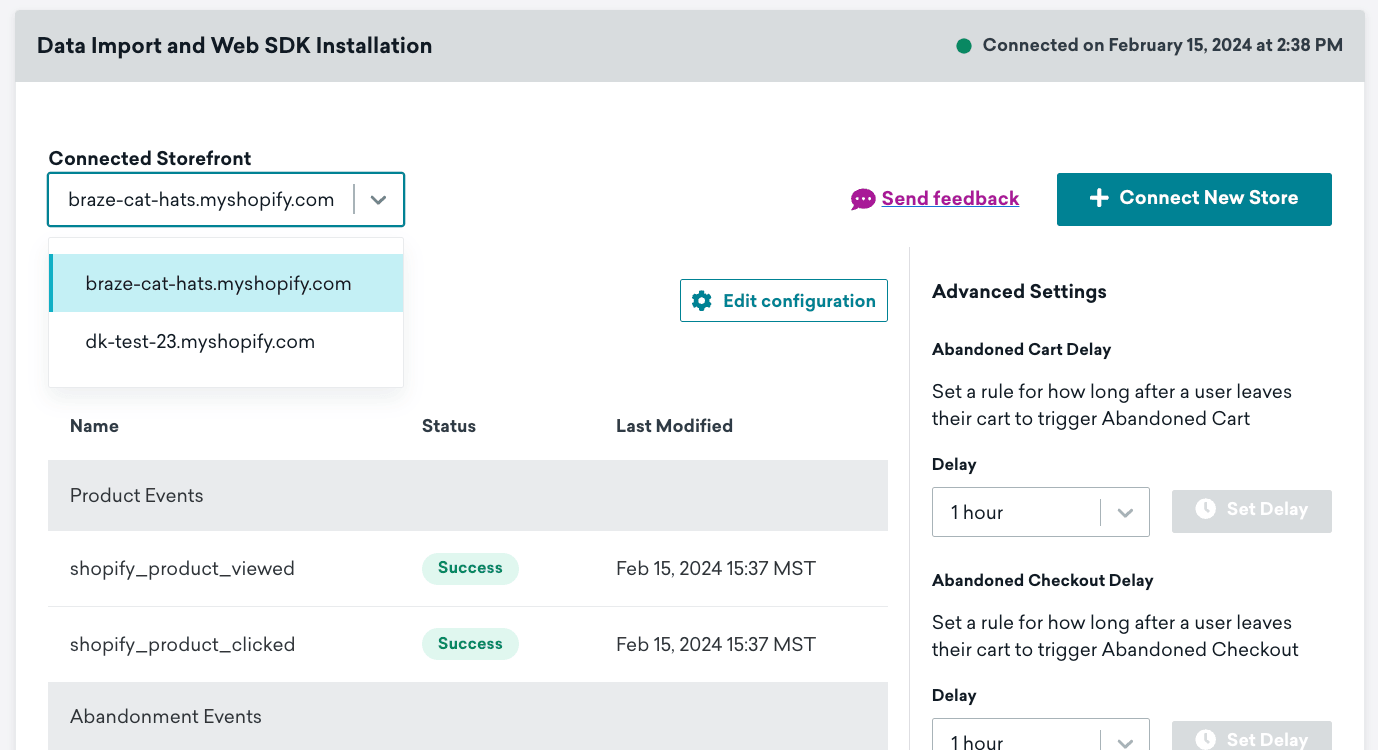 Data Import and Web SDK Installation
Connected on February 15, 2024 at 2:38 PM
Connected Storefront
braze-cat-hats.myshopify.com
Send feedback
Connect New Store
braze-cat-hats.myshopify.com
dk-test-23.myshopify.com
Edit configuration
Name Status Last Modified
Product Events
shopify_product_viewed Success Feb 15, 2024 15:37 MST
shopify_product_clicked Success Feb 15, 2024 15:37 MST
Abandonment Events
Advanced Settings
Abandoned Cart Delay
Set a rule for how long after a user leaves
their cart to trigger Abandoned Cart
Delay
1 hour
Set Delay
Abandoned Checkout Delay
Set a rule for how long after a user leaves
their cart to trigger Abandoned Checkout
Delay
1 hour
Set Delay